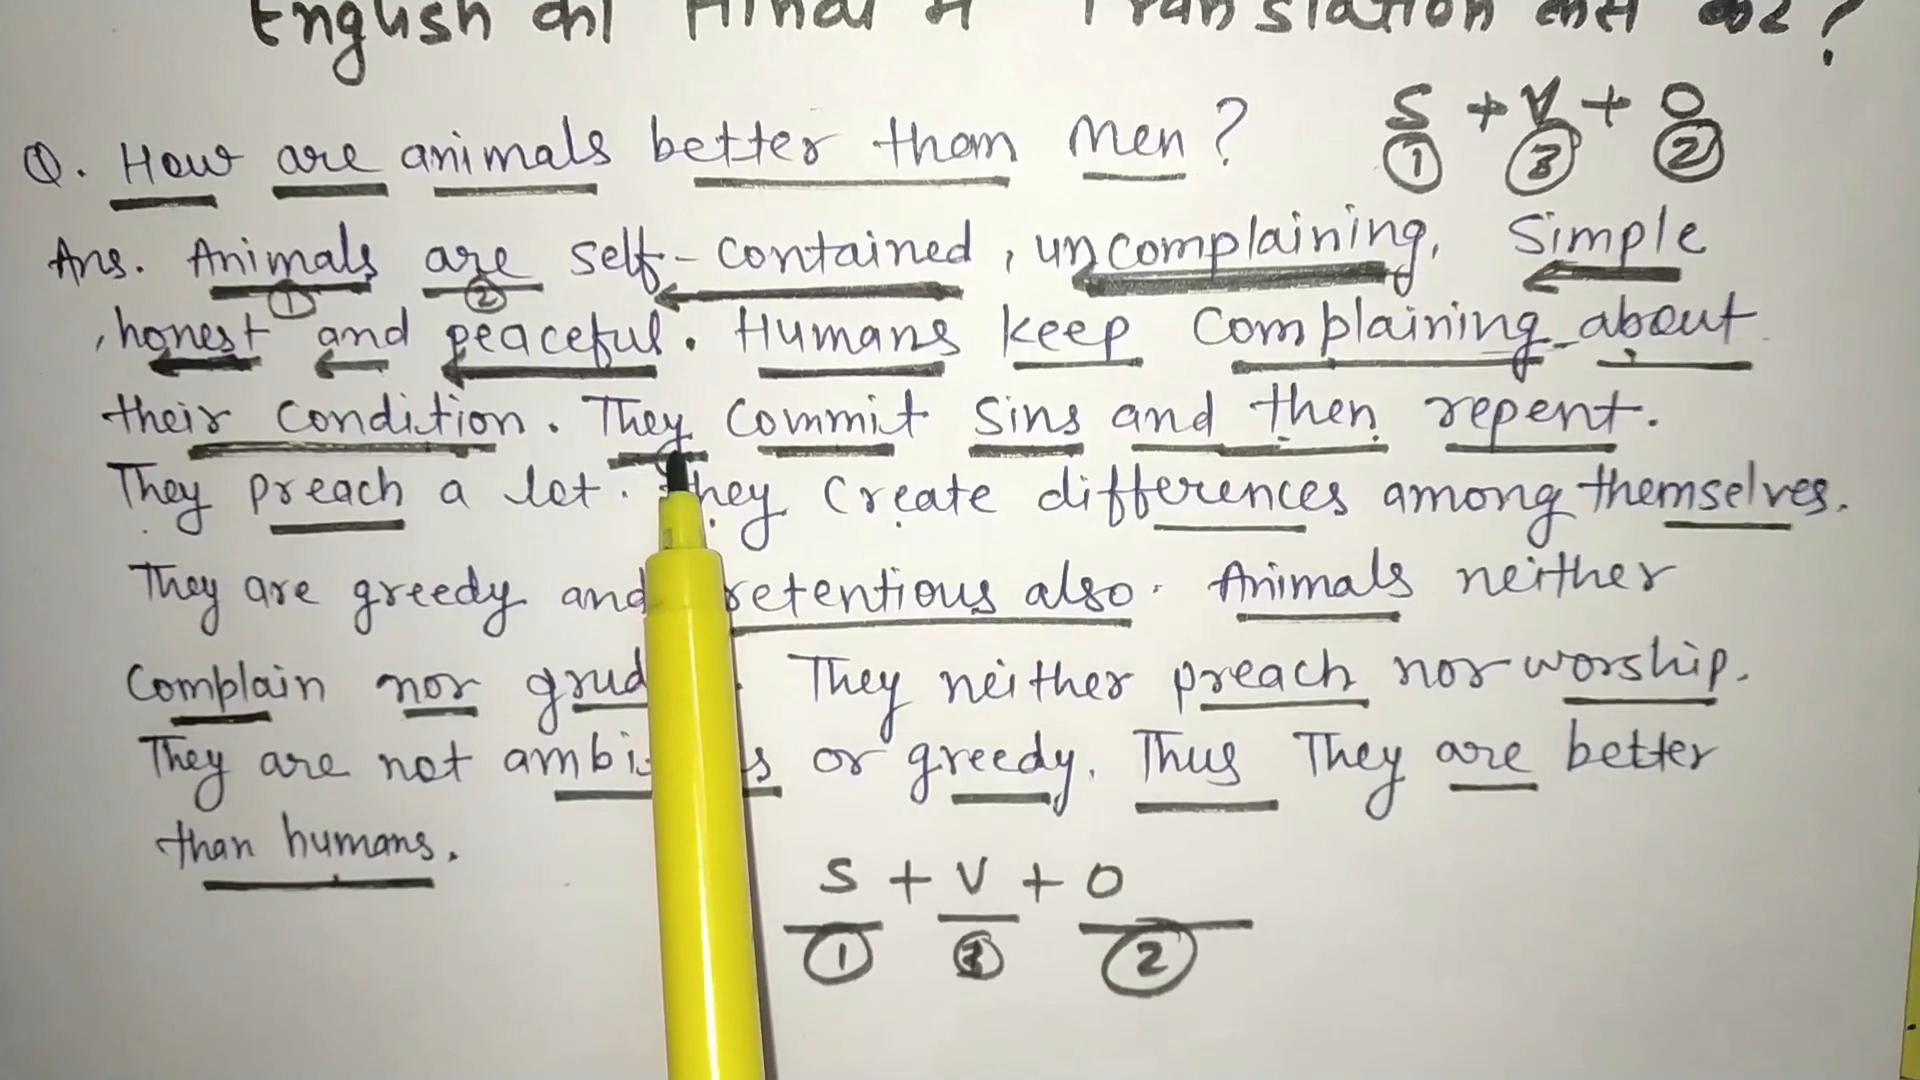 English का Hindi में Translation कैसे करें?
Q. How are animals better than men?
S + V + O
1 3 2
Ans. Animals are self-contained, uncomplaining, Simple
1 2
, honest and peaceful. Humans keep Complaining about
their Condition. They Commit Sins and then repent.
They preach a lot. They Create differences among themselves.
They are greedy and retentious also. Animals neither
Complain nor grud They neither preach nor worship.
They are not ambi s or greedy. Thus They are better
than humans.
S + V + O
1 3 2